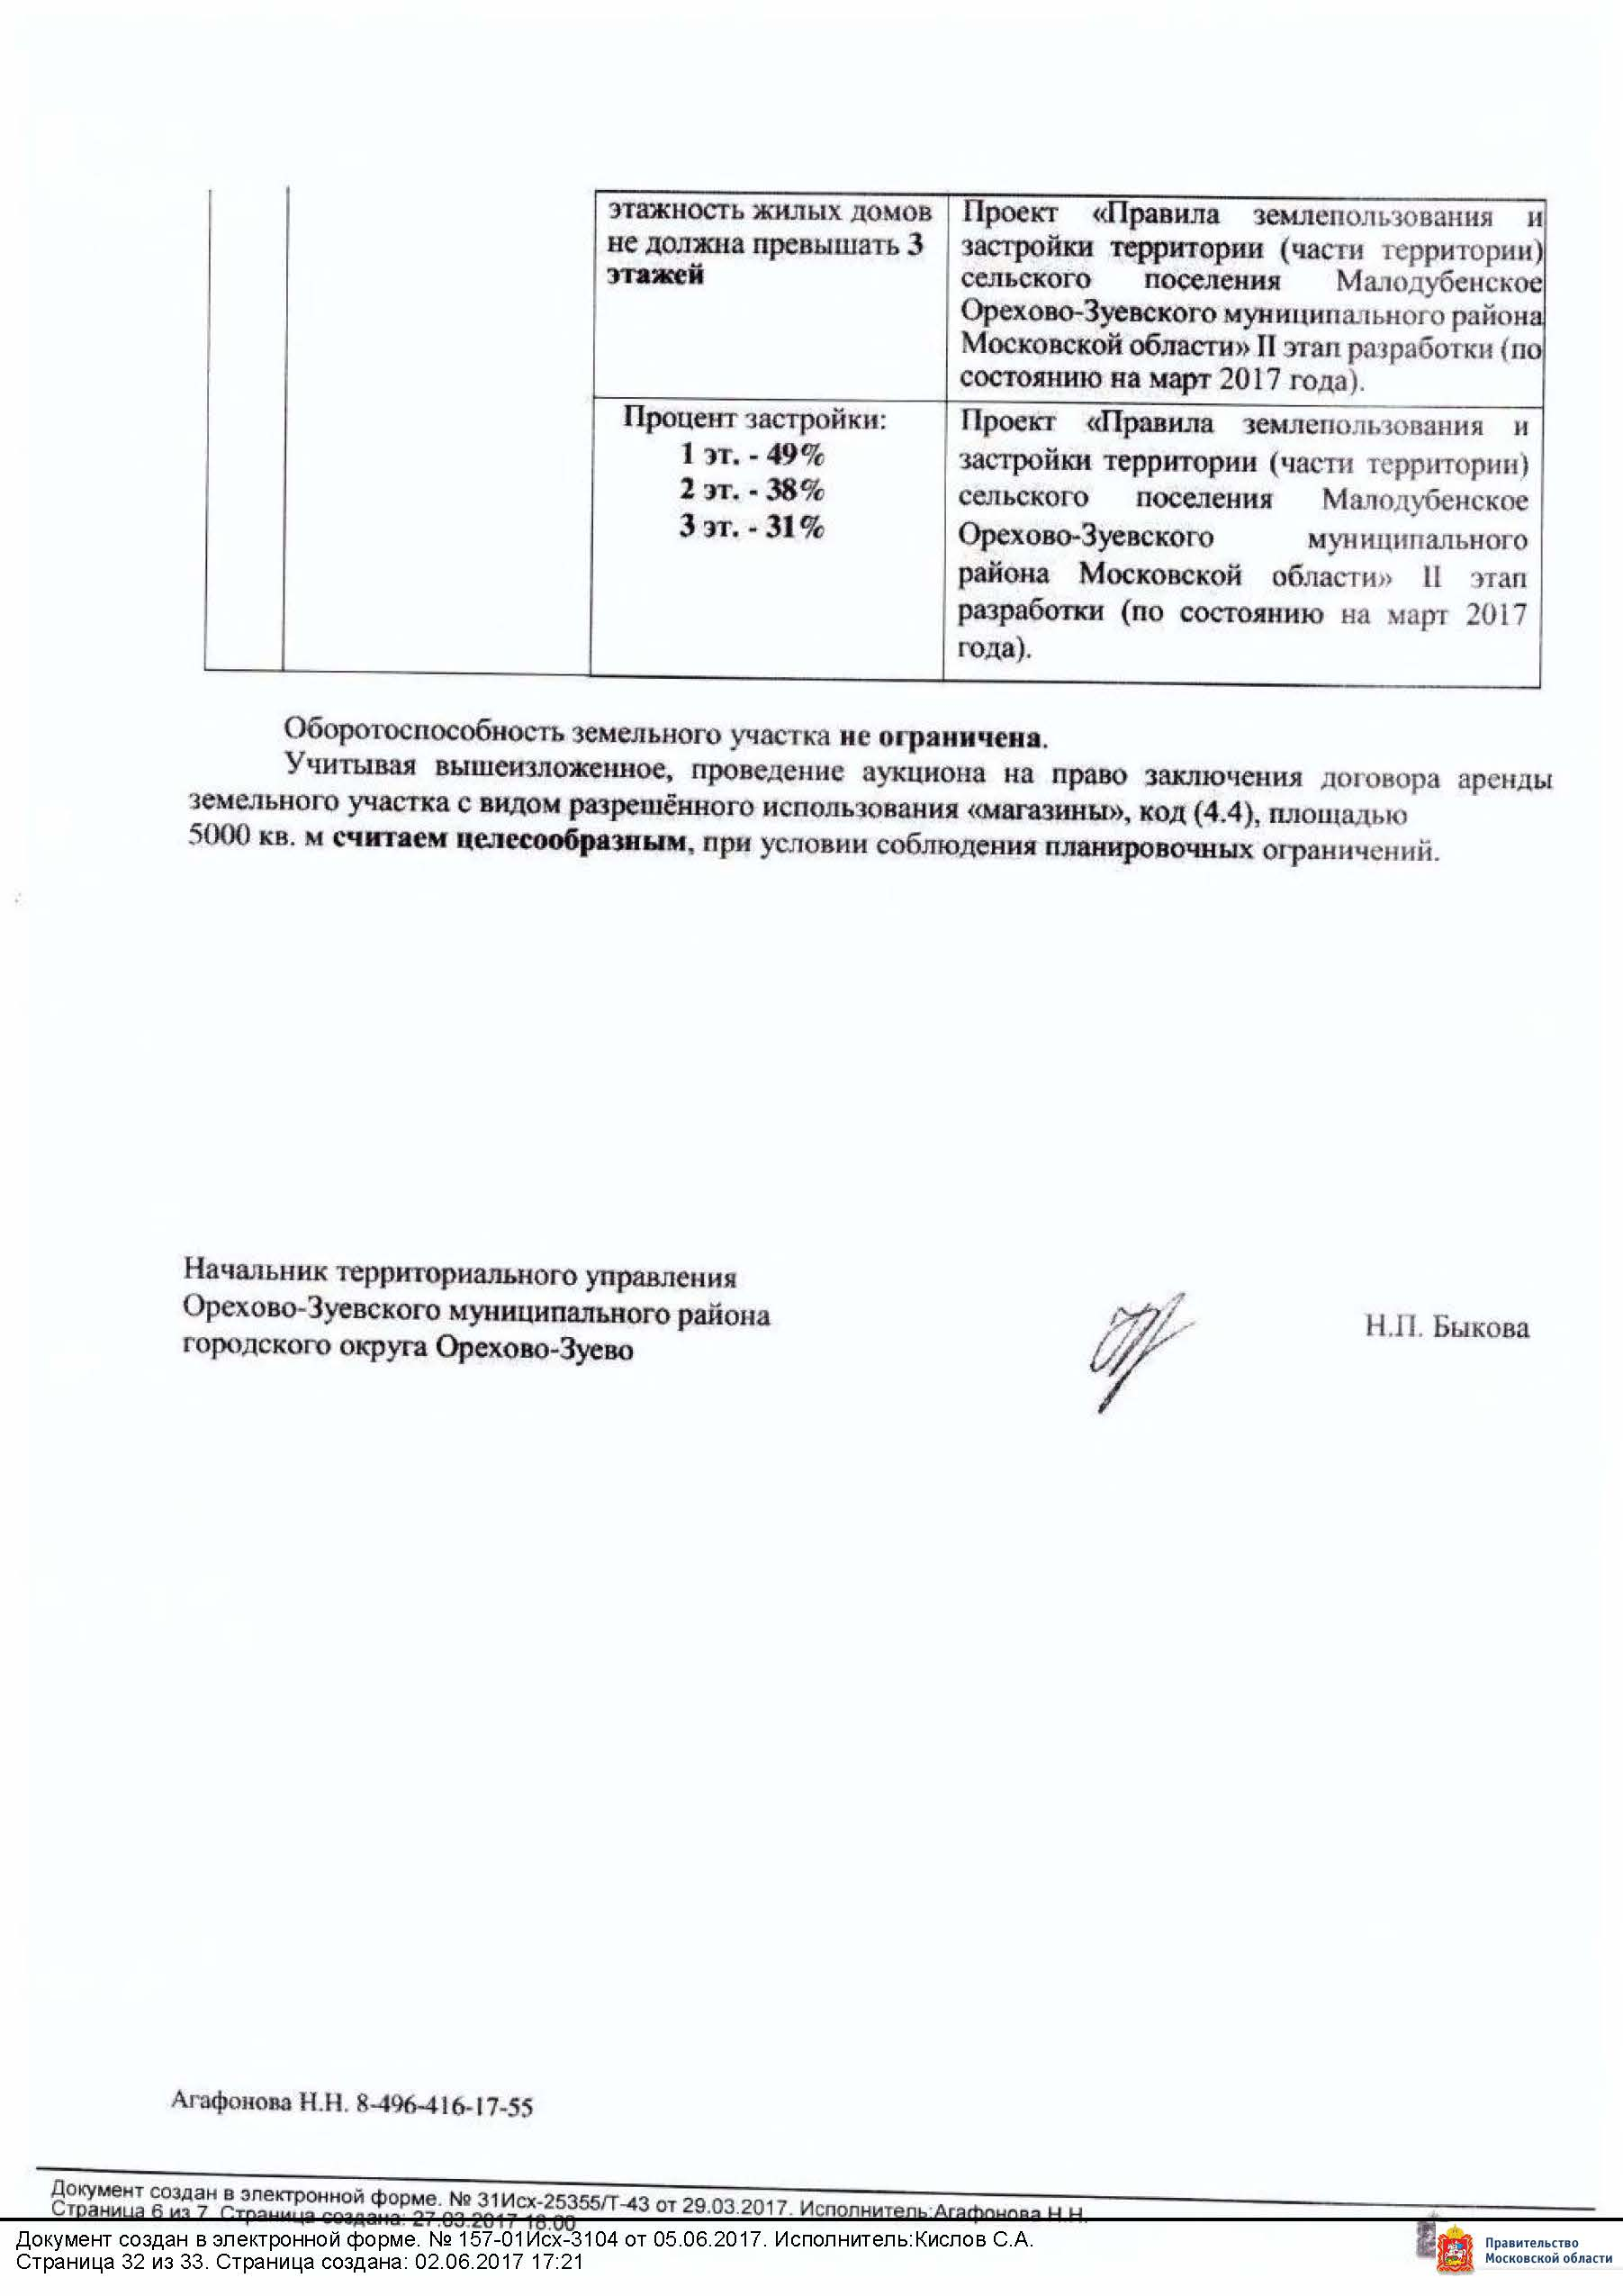 этажность жилых домов
не должна превышать 3
этажей
Проект «Правила землепользования и
застройки территории (части территории)
сельского поселения Малодубенское
Орехово-Зуевского муниципального района
Московской области» II этап разработки (по
состоянию на март 2017 года).
Процент застройки:
1 эт. - 49%
2 эт. - 38%
3 эт. - 31%
Проект «Правила землепользования и
застройки территории (части территории)
сельского поселения Малодубенское
Орехово-Зуевского муниципального
района Московской области» II этап
разработки (по состоянию на март 2017
года).
Оборотоспособность земельного участка не ограничена.
Учитывая вышеизложенное, проведение аукциона на право заключения договора аренды
земельного участка с видом разрешённого использования «магазины», код (4.4), площадью
5000 кв. м считаем целесообразным, при условии соблюдения планировочных ограничений.
Начальник территориального управления
Орехово-Зуевского муниципального района
городского округа Орехово-Зуево
Н.П. Быкова
Агафонова Н.Н. 8-496-416-17-55
Документ создан в электронной форме. № 31Исх-25355/Т-43 от 29.03.2017. Исполнитель:Агафонова Н.Н.
Страница 6 из 7. Страница создана: 27.03.2017 18:00
Документ создан в электронной форме. № 157-01Исх-3104 от 05.06.2017. Исполнитель:Кислов С.А.
Страница 32 из 33. Страница создана: 02.06.2017 17:21
Правительство
Московской области